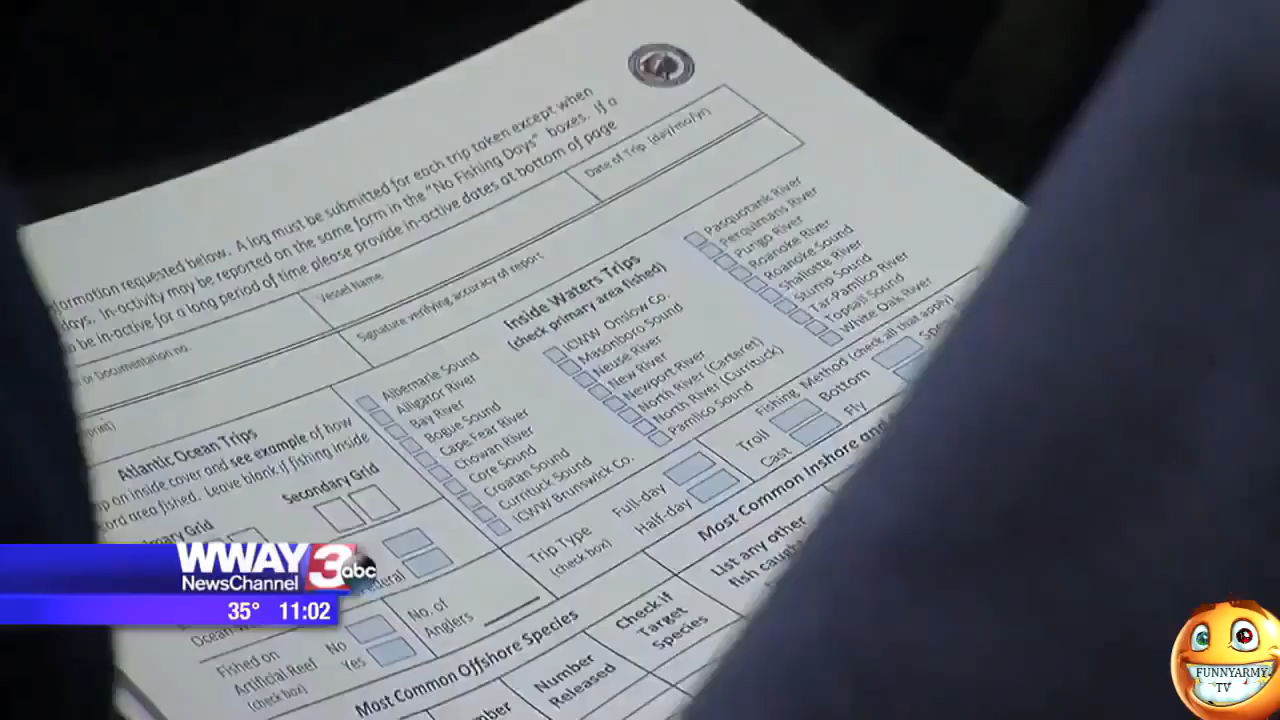 nformation requested below. A log must be submitted for each trip taken except when
days. In-activity may be reported on the same form in the "No Fishing Days" boxes. If a
o be in-active for a long period of time please provide in-active dates at bottom of page
or Documentation no.
Vessel Name
Date of Trip (day/mo/yr)
print)
Signature verifying accuracy of report
Atlantic Ocean Trips
p on inside cover and see example of how
ord area fished. Leave blank if fishing inside
mary Grid
Secondary Grid
Albemarle Sound
Alligator River
Bay River
Bogue Sound
Cape Fear River
Chowan River
Core Sound
Croatan Sound
Currituck Sound
ICWW Brunswick Co.
Inside Waters Trips
(check primary area fished)
ICWW Onslow Co.
Masonboro Sound
Neuse River
New River
Newport River
North River (Carteret)
North River (Currituck)
Pamlico Sound
Pasquotank River
Perquimans River
Pungo River
Roanoke River
Roanoke Sound
Shallotte River
Stump Sound
Tar-Pamlico River
Topsail Sound
White Oak River
Federal
Ocean
Fished on
Artificial Reef
(check box)
No
Yes
No. of
Anglers
Trip Type
(check box)
Full-day
Half-day
Fishing Method (check all that apply)
Troll
Cast
Bottom
Fly
Spe
Most Common Offshore Species
Number
Released
Check if
Target
Species
Most Common Inshore and
List any other
fish caugh
mber
WWAY 3 abc
NewsChannel
35° 11:02
FUNNYARMY
TV